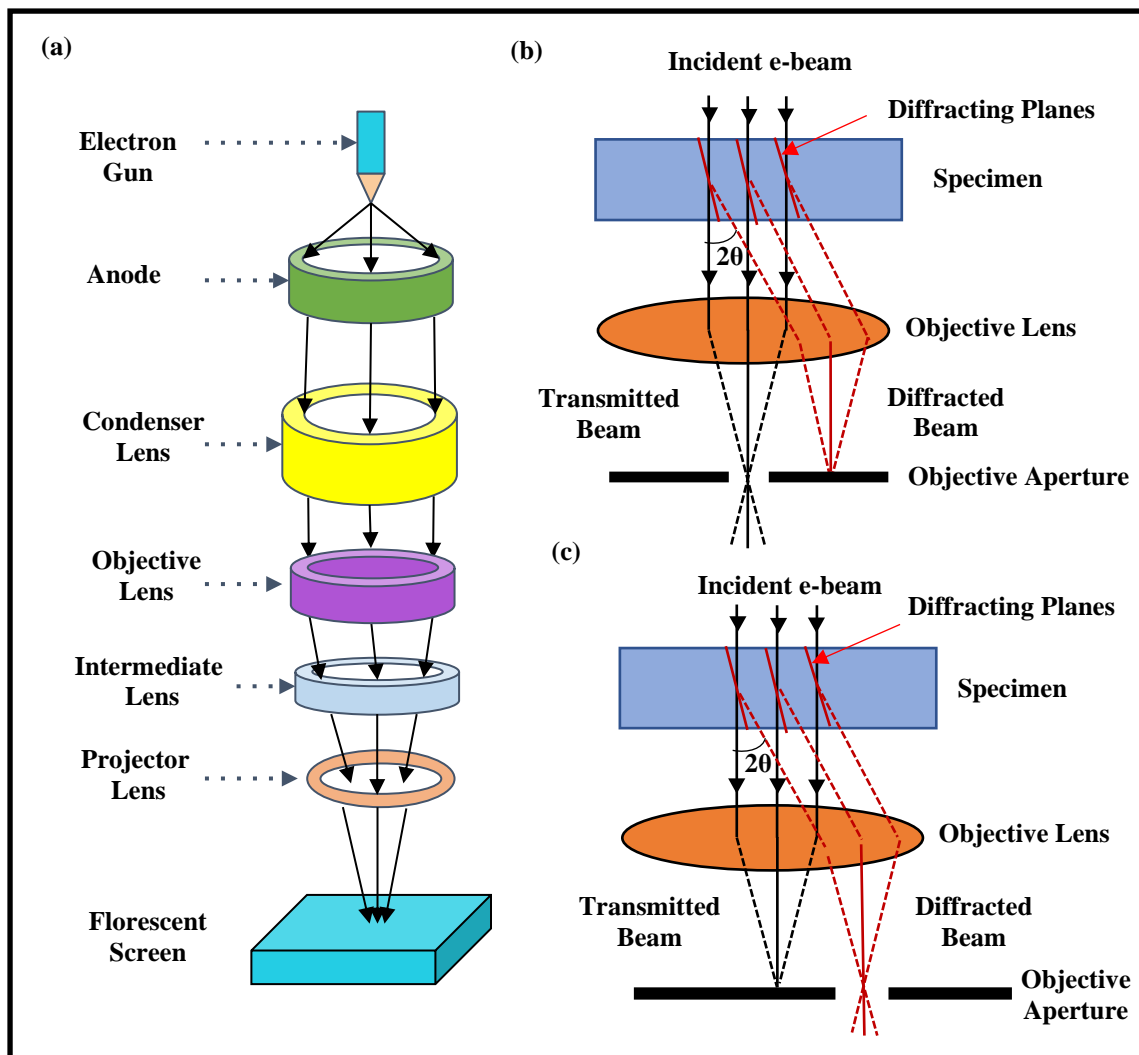 (a)
Electron
Gun
Anode
Condenser
Lens
Objective
Lens
Intermediate
Lens
Projector
Lens
Florescent
Screen
(b)
Incident e-beam
Diffracting Planes
Specimen
2θ
Objective Lens
Transmitted
Beam
Diffracted
Beam
Objective Aperture
(c)
Incident e-beam
Diffracting Planes
Specimen
2θ
Objective Lens
Transmitted
Beam
Diffracted
Beam
Objective
Aperture